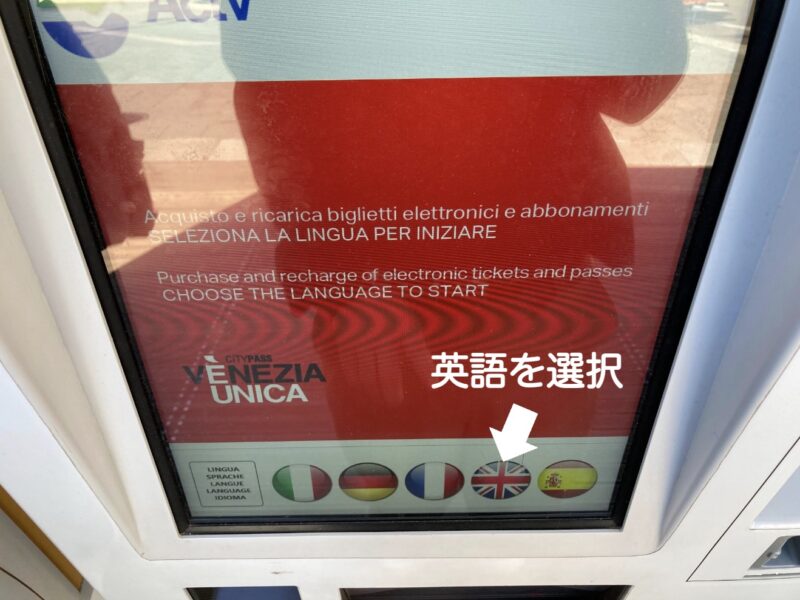 ACTV
Acquisto e ricarica biglietti elettronici e abbonamenti
SELEZIONA LA LINGUA PER INIZIARE
Purchase and recharge of electronic tickets and passes
CHOOSE THE LANGUAGE TO START
CITYPASS
VENEZIA
UNICA
英語を選択
LINGUA
SPRACHE
LANGUE
LANGUAGE
IDIOMA